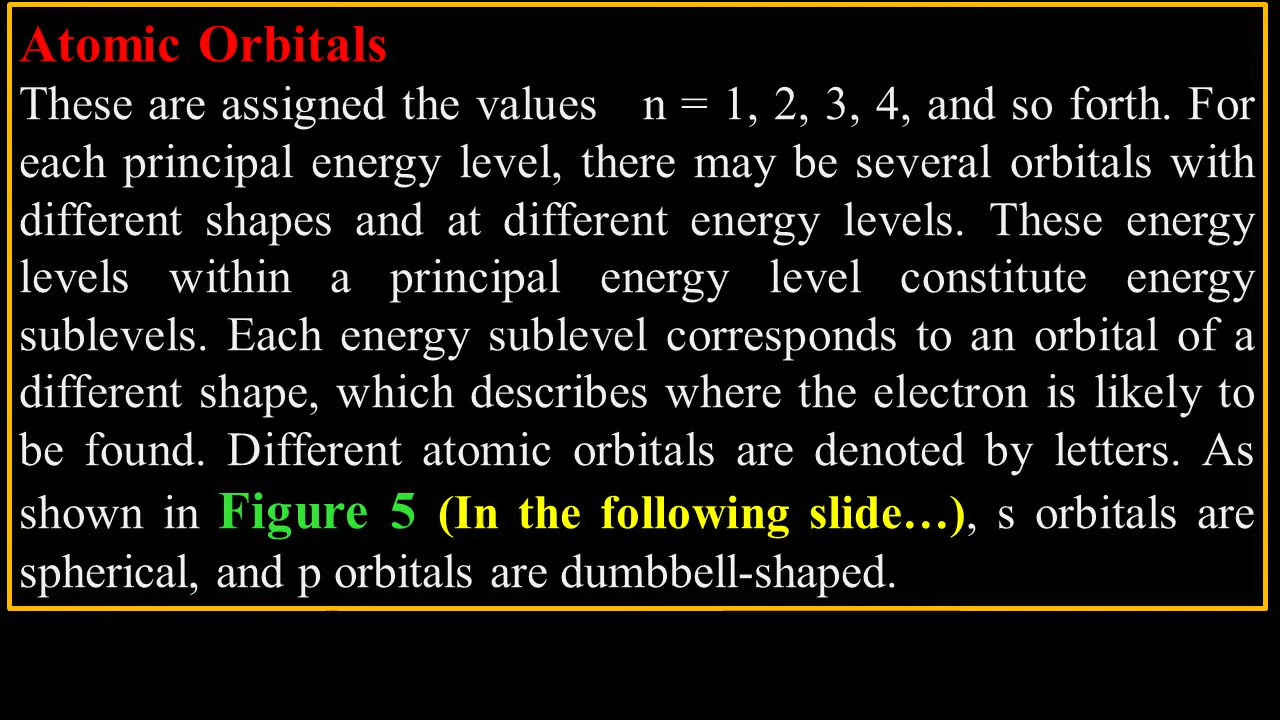 Atomic Orbitals
These are assigned the values n = 1, 2, 3, 4, and so forth. For
each principal energy level, there may be several orbitals with
different shapes and at different energy levels. These energy
levels within a principal energy level constitute energy
sublevels. Each energy sublevel corresponds to an orbital of a
different shape, which describes where the electron is likely to
be found. Different atomic orbitals are denoted by letters. As
shown in Figure 5 (In the following slide…), s orbitals are
spherical, and p orbitals are dumbbell-shaped.